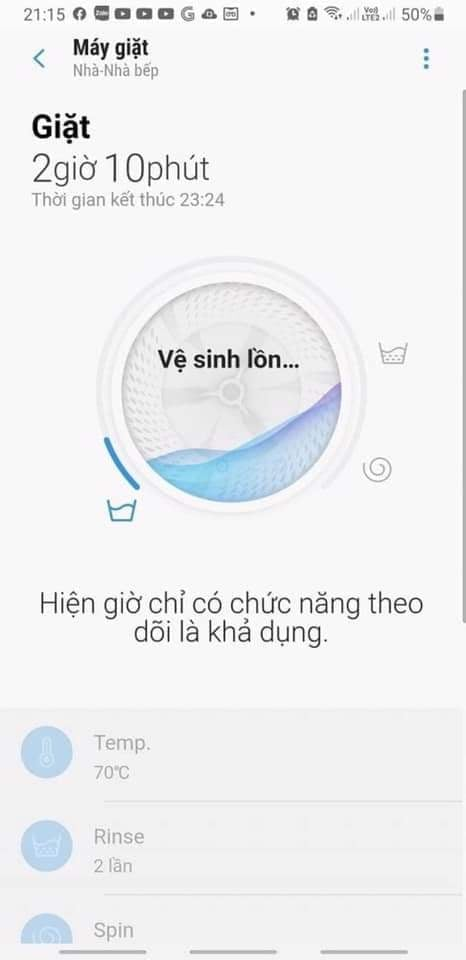 21:15
Zalo
G
Vo)
LTE2
50%
Máy giặt
Nhà-Nhà bếp
Giặt
2giờ 10phút
Thời gian kết thúc 23:24
Vệ sinh lồn...
Hiện giờ chỉ có chức năng theo
dõi là khả dụng.
Temp.
70°C
Rinse
2 lần
Spin